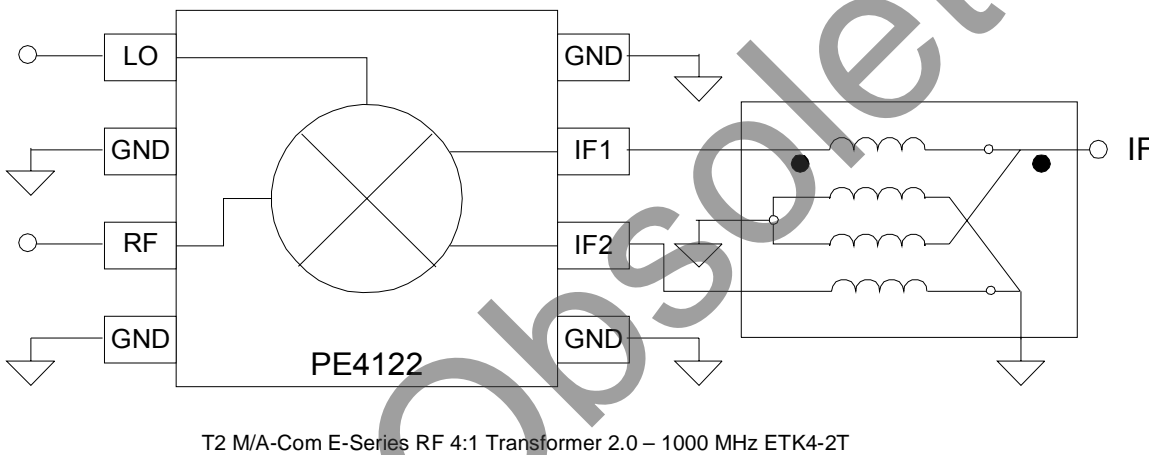 LO
GND
IF1
IF
GND
RF
IF2
GND
GND
PE4122
T2 M/A-Com E-Series RF 4:1 Transformer 2.0 – 1000 MHz ETK4-2T
Obsolet